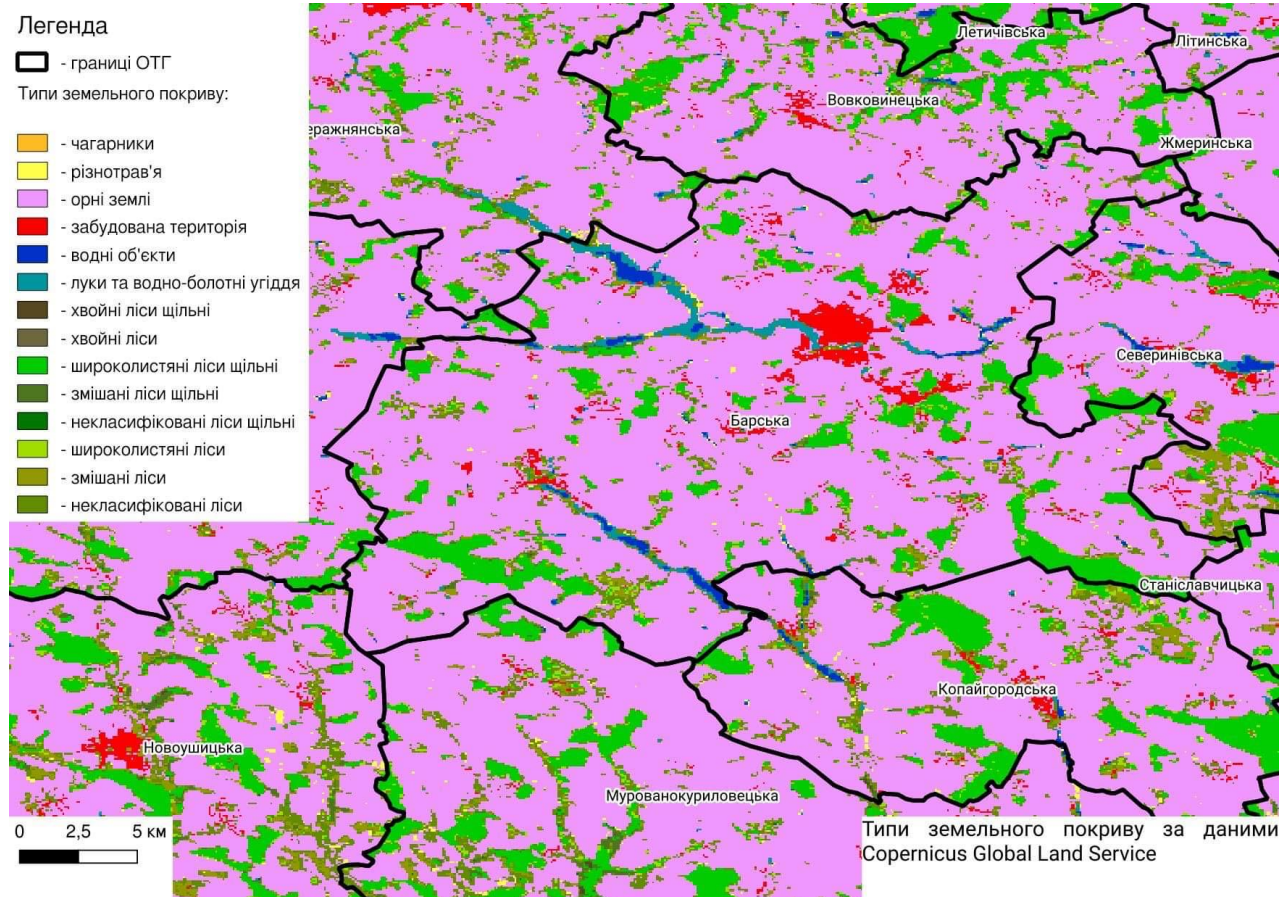 Легенда
- границі ОТГ
Типи земельного покриву:
- чагарники
- різнотрав'я
- орні землі
- забудована територія
- водні об'єкти
- луки та водно-болотні угіддя
- хвойні ліси щільні
- хвойні ліси
- широколистяні ліси щільні
- змішані ліси щільні
- некласифіковані ліси щільні
- широколистяні ліси
- змішані ліси
- некласифіковані ліси
Летичівська
Літинська
Вовковинецька
еражнянська
Жмеринська
Северинівська
Барська
Станіславчицька
Копайгородська
Новоушицька
Мурованокуриловецька
0 2,5 5 км
Типи земельного покриву за даними
Copernicus Global Land Service